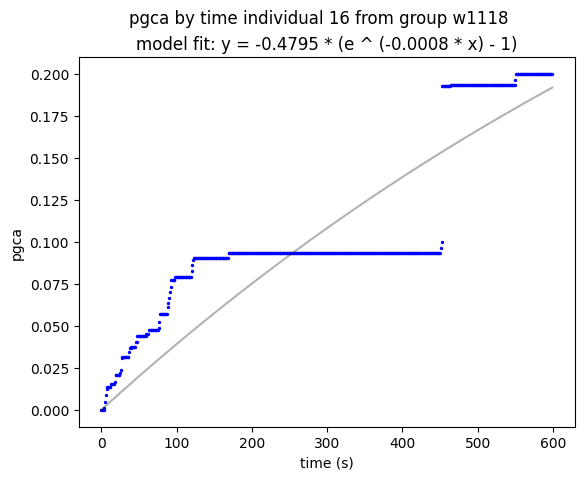 pgca by time individual 16 from group w1118
model fit: y = -0.4795 * (e ^ (-0.0008 * x) - 1)
0.200
0.175
0.150
0.125
0.100
0.075
0.050
0.025
0.000
pgca
0 100 200 300 400 500 600
time (s)